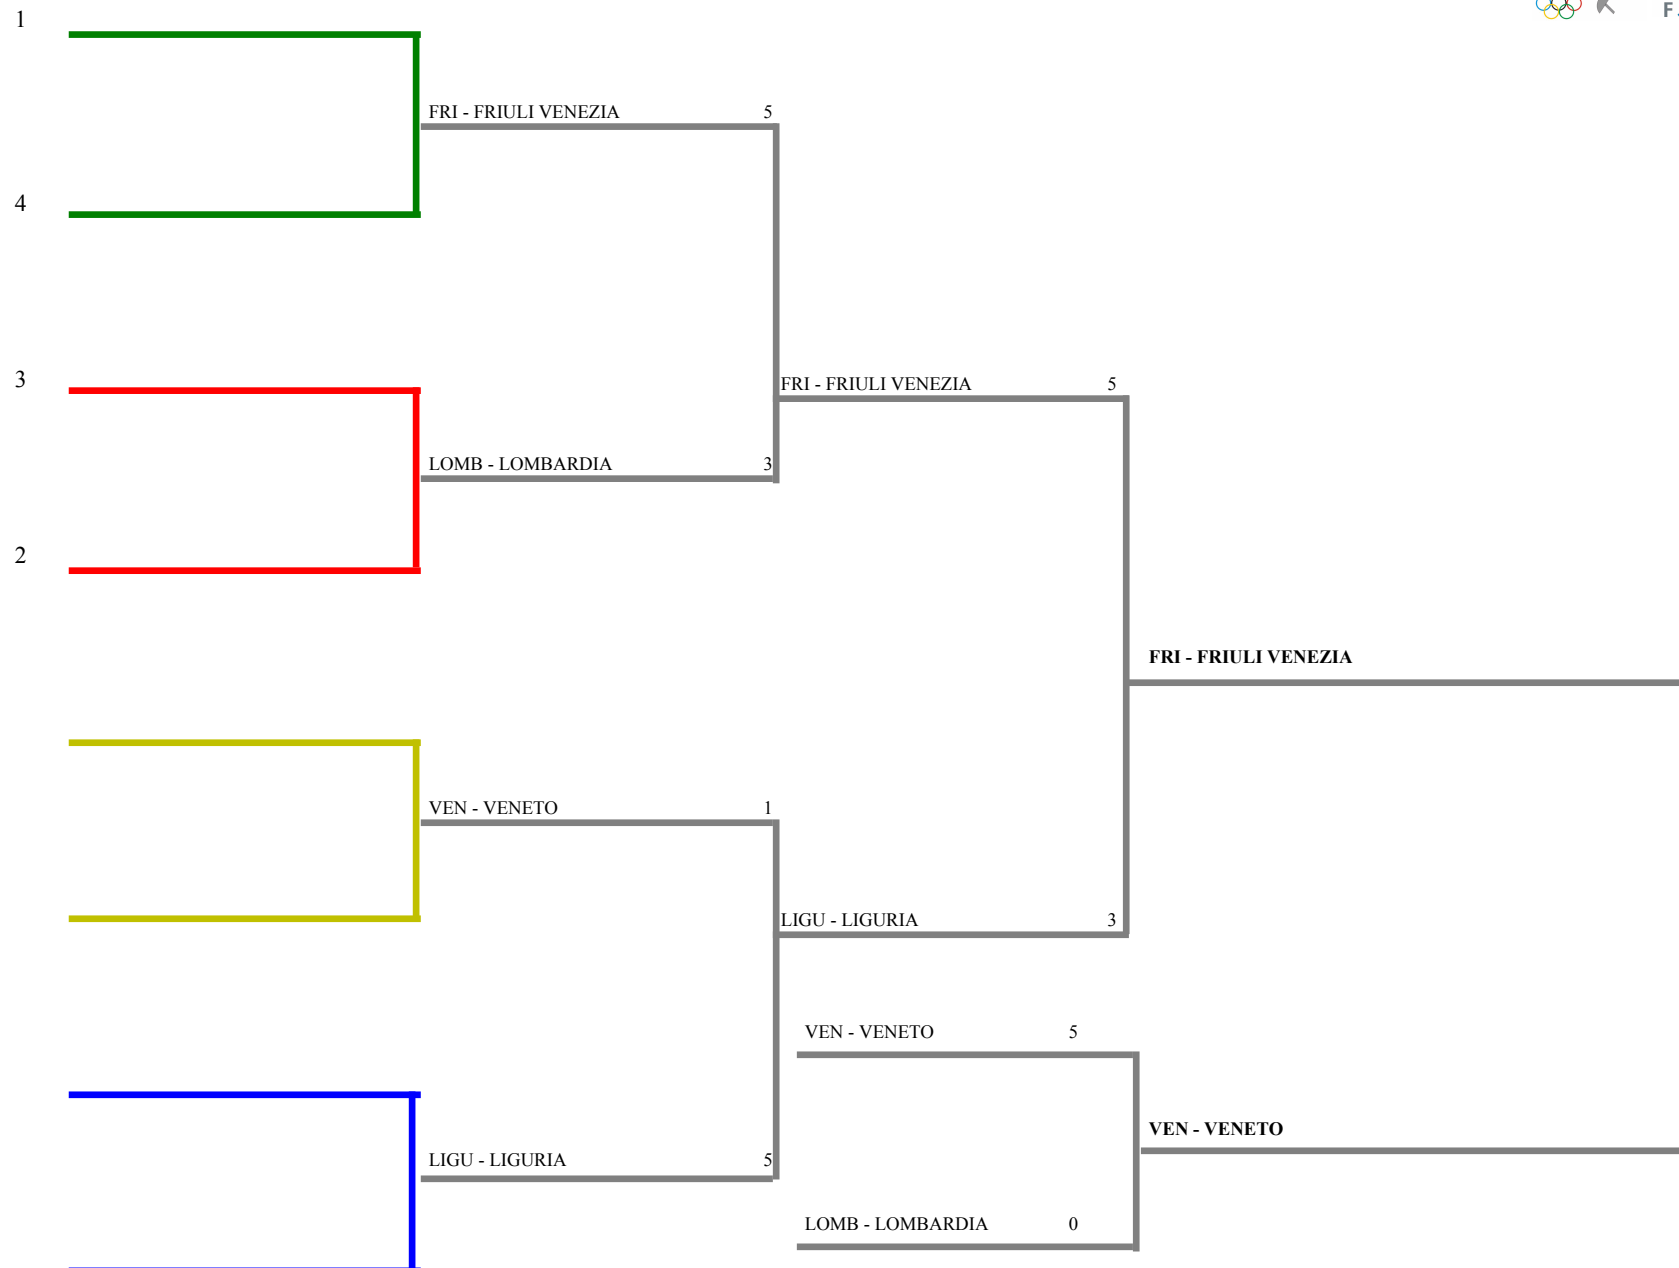 1
F
FRI - FRIULI VENEZIA 5
4
3
FRI - FRIULI VENEZIA 5
LOMB - LOMBARDIA 3
2
FRI - FRIULI VENEZIA
VEN - VENETO 1
LIGU - LIGURIA 3
VEN - VENETO 5
VEN - VENETO
LIGU - LIGURIA 5
LOMB - LOMBARDIA 0